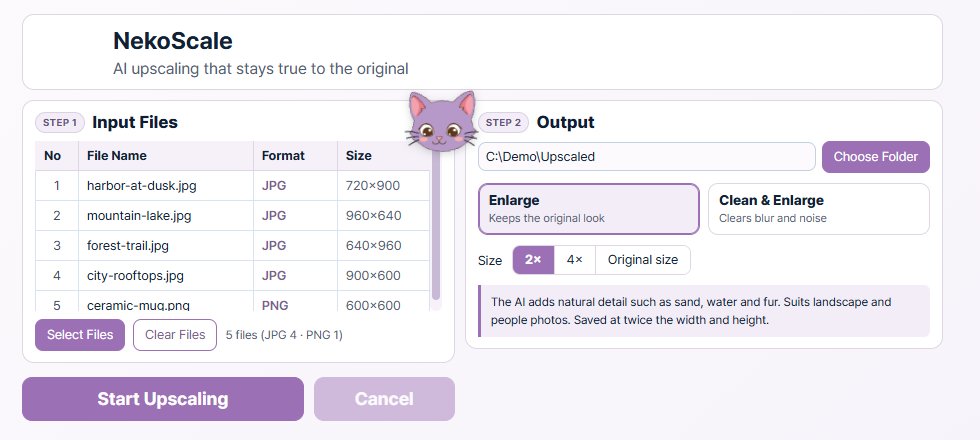 NekoScale
AI upscaling that stays true to the original
STEP 1 Input Files
No File Name Format Size
1 harbor-at-dusk.jpg JPG 720×900
2 mountain-lake.jpg JPG 960×640
3 forest-trail.jpg JPG 640×960
4 city-rooftops.jpg JPG 900×600
5 ceramic-mug.png PNG 600×600
Select Files Clear Files 5 files (JPG 4 · PNG 1)
Start Upscaling Cancel
STEP 2 Output
C:\Demo\Upscaled Choose Folder
Enlarge
Keeps the original look
Clean & Enlarge
Clears blur and noise
Size 2× 4× Original size
The AI adds natural detail such as sand, water and fur. Suits landscape and
people photos. Saved at twice the width and height.